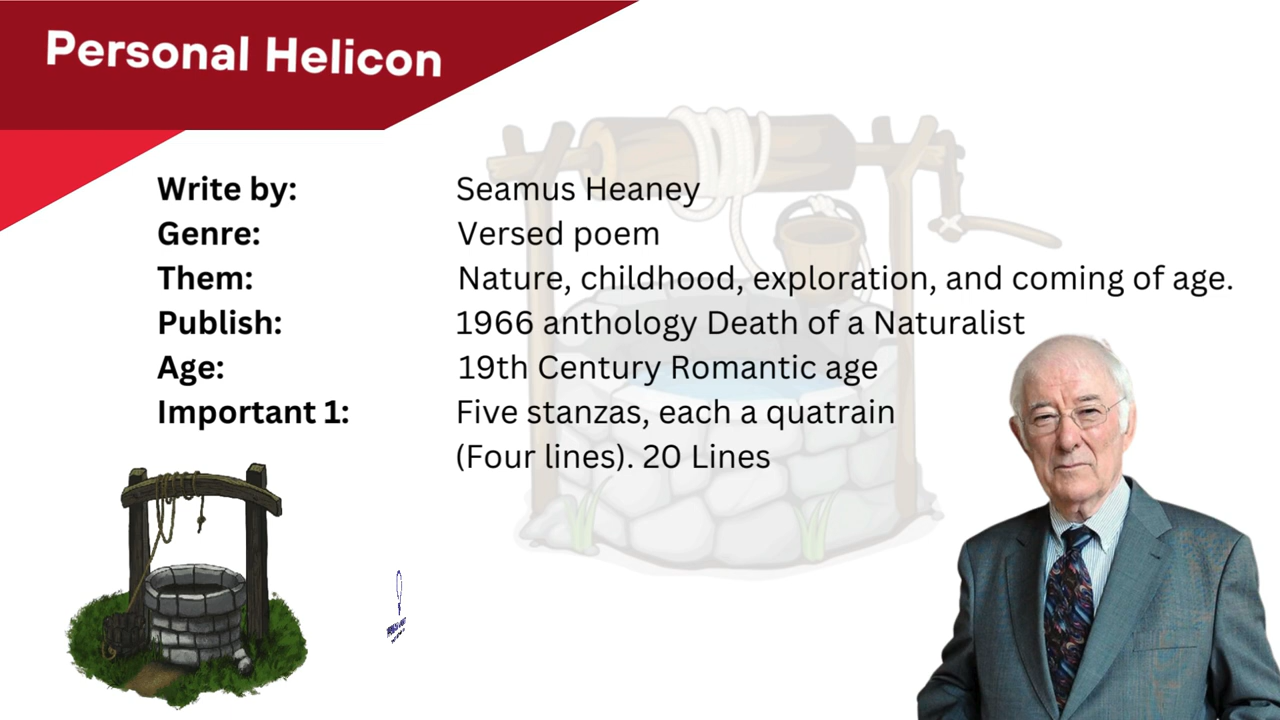 Personal Helicon
Write by: Seamus Heaney
Genre: Versed poem
Them: Nature, childhood, exploration, and coming of age.
Publish: 1966 anthology Death of a Naturalist
Age: 19th Century Romantic age
Important 1: Five stanzas, each a quatrain
(Four lines). 20 Lines